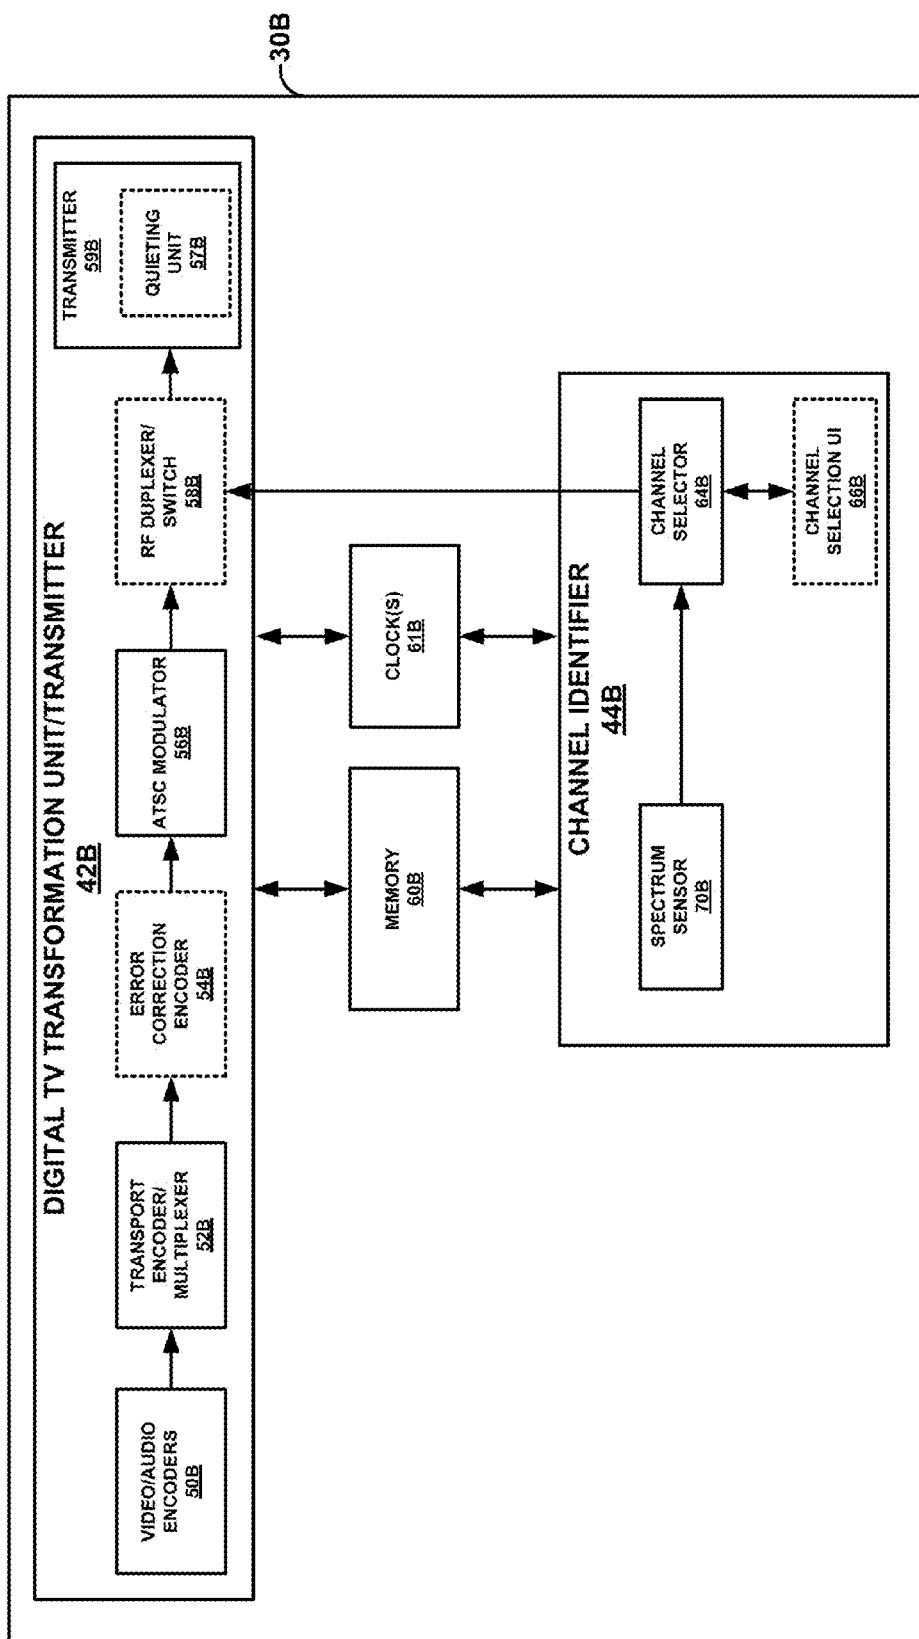 30B
DIGITAL TV TRANSFORMATION UNIT/TRANSMITTER
42B
VIDEO/AUDIO
ENCODERS
50B
TRANSPORT
ENCODER/
MULTIPLEXER
52B
ERROR
CORRECTION
ENCODER
54B
ATSC MODULATOR
56B
RF DUPLEXER/
SWITCH
58B
TRANSMITTER
59B
QUIETING
UNIT
57B
MEMORY
60B
CLOCK(S)
61B
CHANNEL IDENTIFIER
44B
SPECTRUM
SENSOR
70B
CHANNEL
SELECTOR
64B
CHANNEL
SELECTION UI
66B